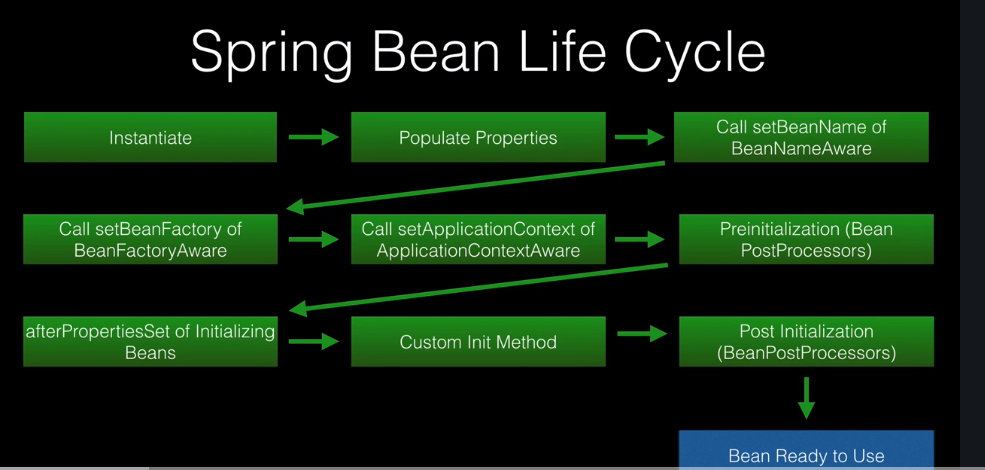 Spring Bean Life Cycle
Instantiate
Populate Properties
Call setBeanName of
BeanNameAware
Call setBeanFactory of
BeanFactoryAware
Call setApplicationContext of
ApplicationContextAware
Preinitialization (Bean
PostProcessors)
afterPropertiesSet of Initializing
Beans
Custom Init Method
Post Initialization
(BeanPostProcessors)
Bean Ready to Use